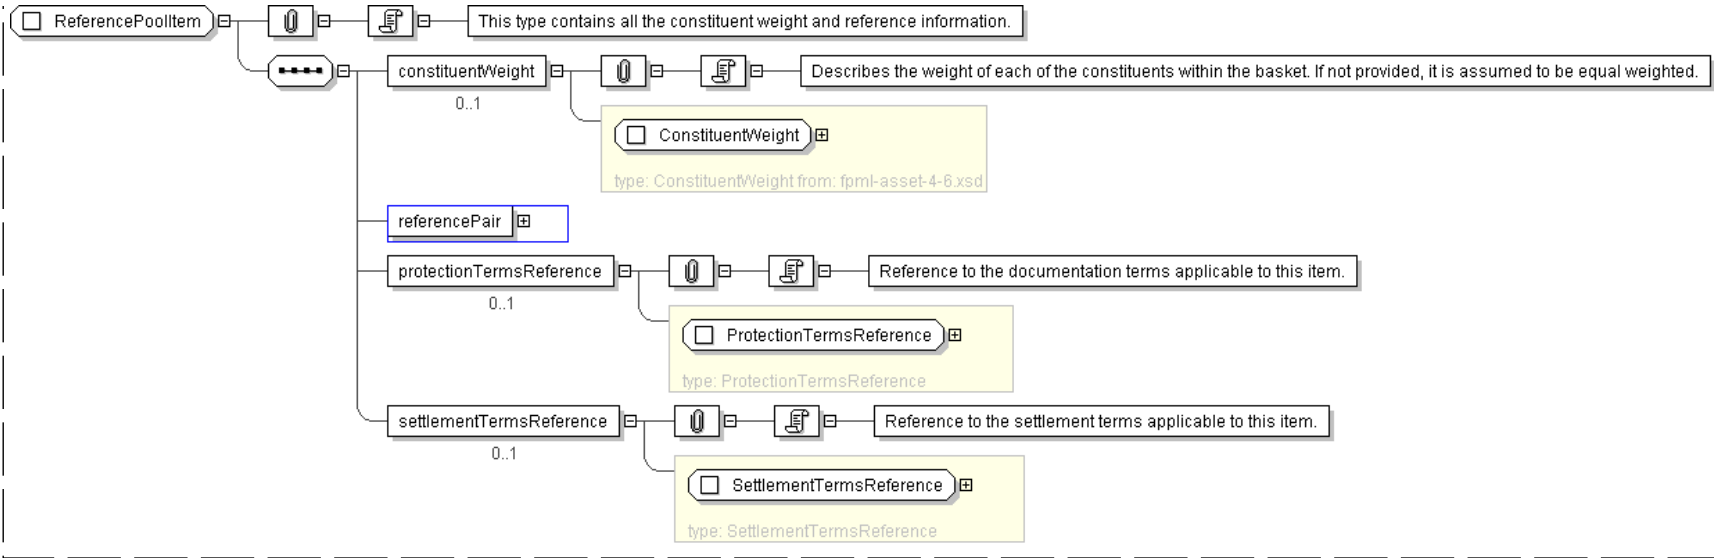 ReferencePoolItem
This type contains all the constituent weight and reference information.
constituentWeight
Describes the weight of each of the constituents within the basket. If not provided, it is assumed to be equal weighted.
0..1
ConstituentWeight
type: ConstituentWeight from: fpml-asset-4-6.xsd
referencePair
protectionTermsReference
Reference to the documentation terms applicable to this item.
0..1
ProtectionTermsReference
type: ProtectionTermsReference
settlementTermsReference
Reference to the settlement terms applicable to this item.
0..1
SettlementTermsReference
type: SettlementTermsReference